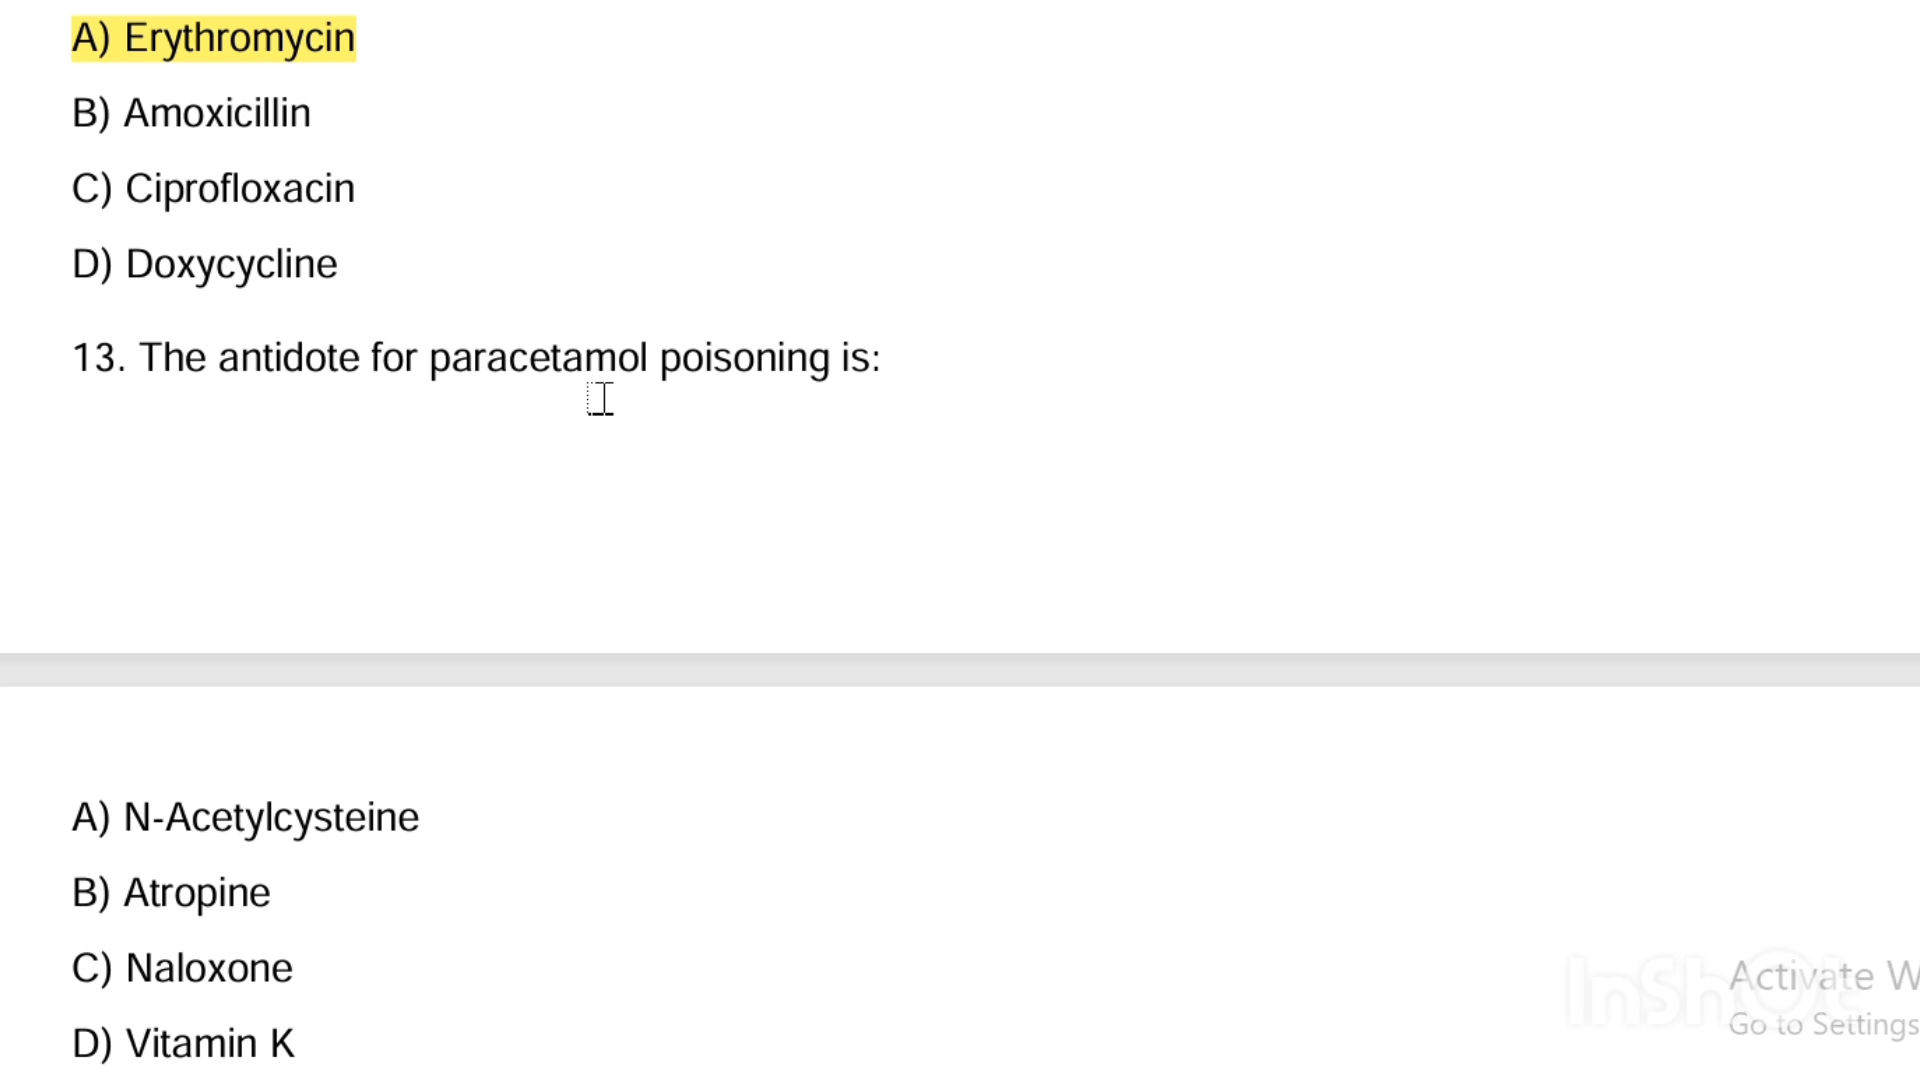 A) Erythromycin
B) Amoxicillin
C) Ciprofloxacin
D) Doxycycline
13. The antidote for paracetamol poisoning is:
A) N-Acetylcysteine
B) Atropine
C) Naloxone
D) Vitamin K
InShOt
Activate W
Go to Settings